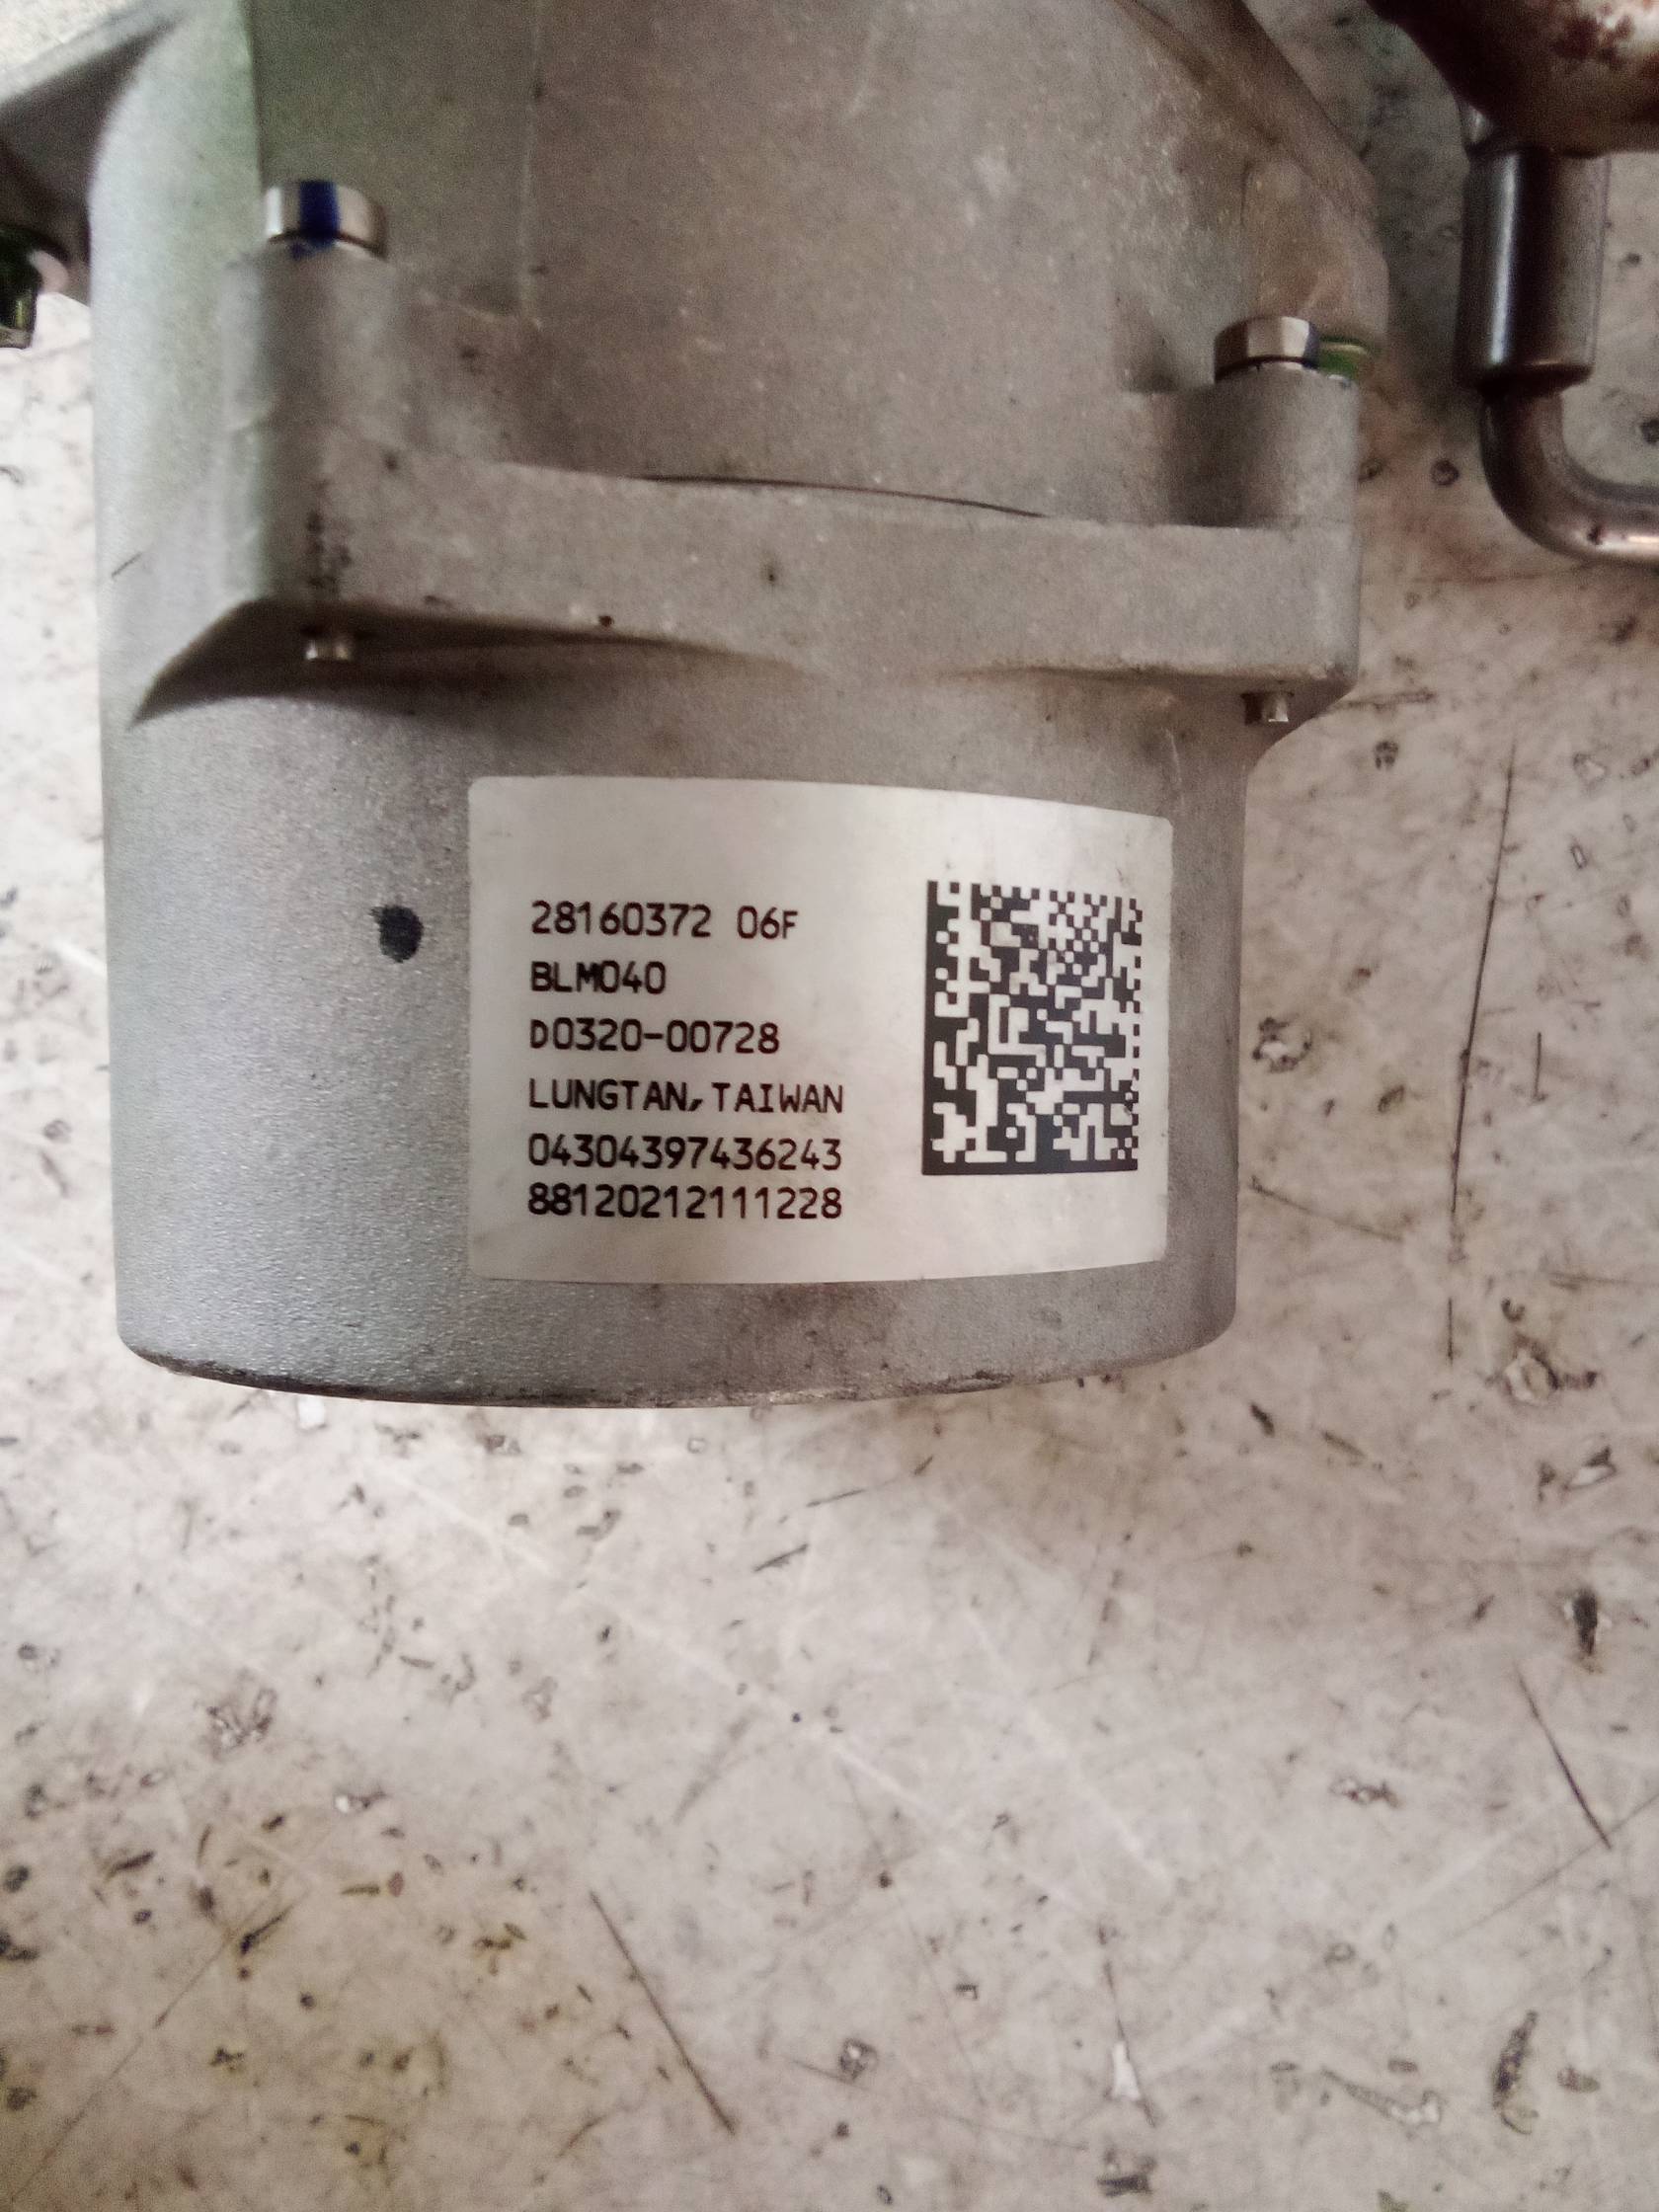 28160372 06F
BLM040
D0320-00728
LUNGTAN, TAIWAN
04304397436243
88120212111228